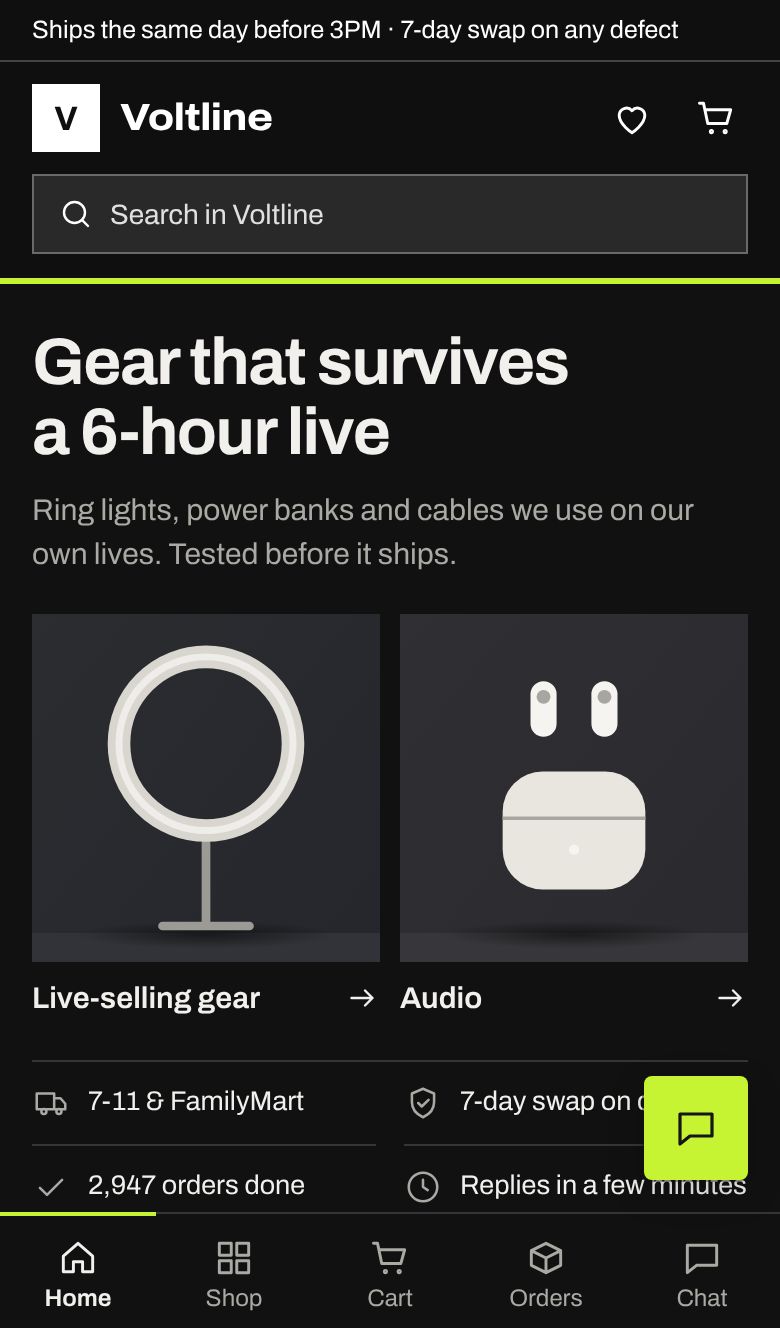 Ships the same day before 3PM · 7-day swap on any defect
V Voltline
Search in Voltline
Gear that survives
a 6-hour live
Ring lights, power banks and cables we use on our
own lives. Tested before it ships.
Live-selling gear
Audio
7-11 & FamilyMart
7-day swap on
2,947 orders done
Replies in a few minutes
Home
Shop
Cart
Orders
Chat